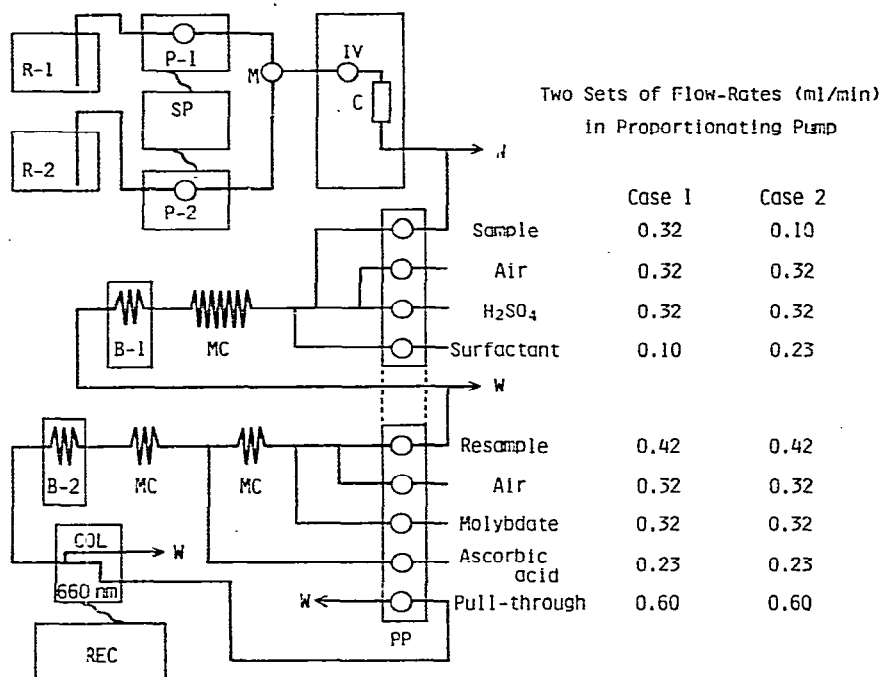 R-1
P-1
M
IV
C
SP
R-2
P-2
Two Sets of Flow-Rates (ml/min)
in Proportionating Pump
Case 1 Case 2
Sample 0.32 0.10
Air 0.32 0.32
H₂SO₄ 0.32 0.32
Surfactant 0.10 0.23
B-1 MC
W
Resample 0.42 0.42
Air 0.32 0.32
Molybdate 0.32 0.32
Ascorbic
acid 0.23 0.23
Pull-through 0.60 0.60
B-2 MC MC
COL W
660 nm
W
PP
REC